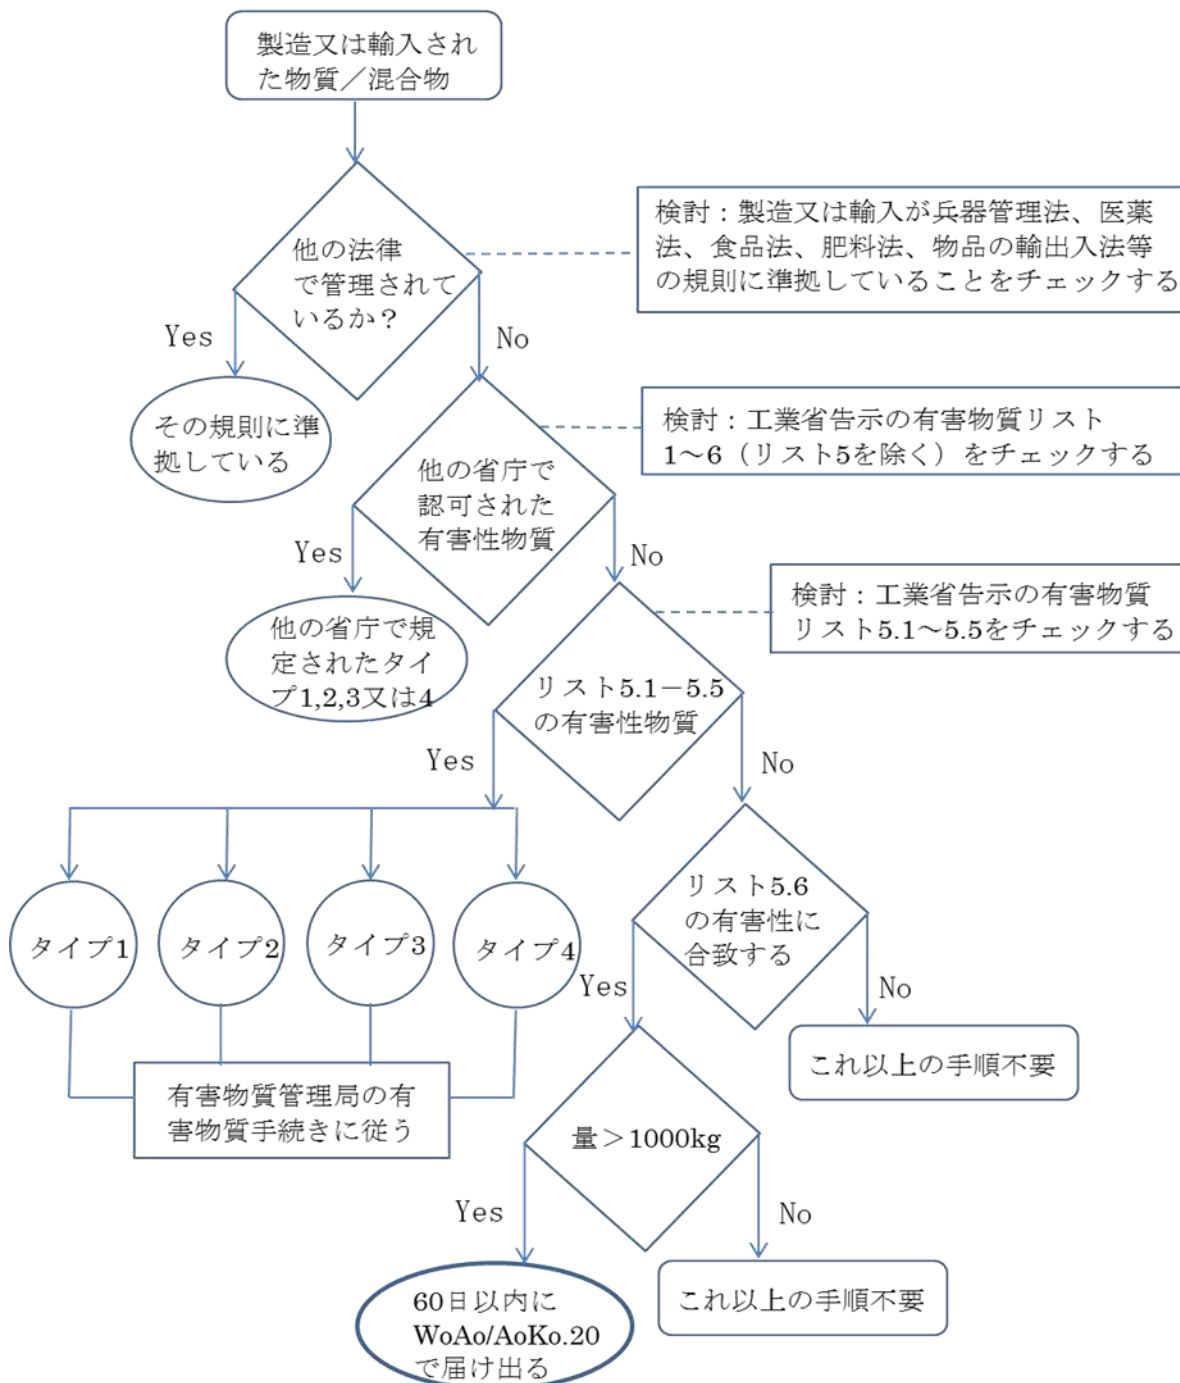 製造又は輸入され
た物質／混合物
他の法律
で管理されて
いるか？
検討：製造又は輸入が兵器管理法、医薬
法、食品法、肥料法、物品の輸出入法等
の規則に準拠していることをチェックする
Yes
No
その規則に準
拠している
検討：工業省告示の有害物質リスト
1～6（リスト5を除く）をチェックする
他の省庁で
認可された
有害性物質
Yes
No
他の省庁で規
定されたタイ
プ1,2,3又は4
検討：工業省告示の有害物質
リスト5.1～5.5をチェックする
リスト5.1－5.5
の有害性物質
Yes
No
タイプ1
タイプ2
タイプ3
タイプ4
有害物質管理局の有
害物質手続きに従う
リスト5.6
の有害性に
合致する
Yes
No
これ以上の手順不要
量＞1000kg
Yes
No
60日以内に
WoAo/AoKo.20
で届け出る
これ以上の手順不要